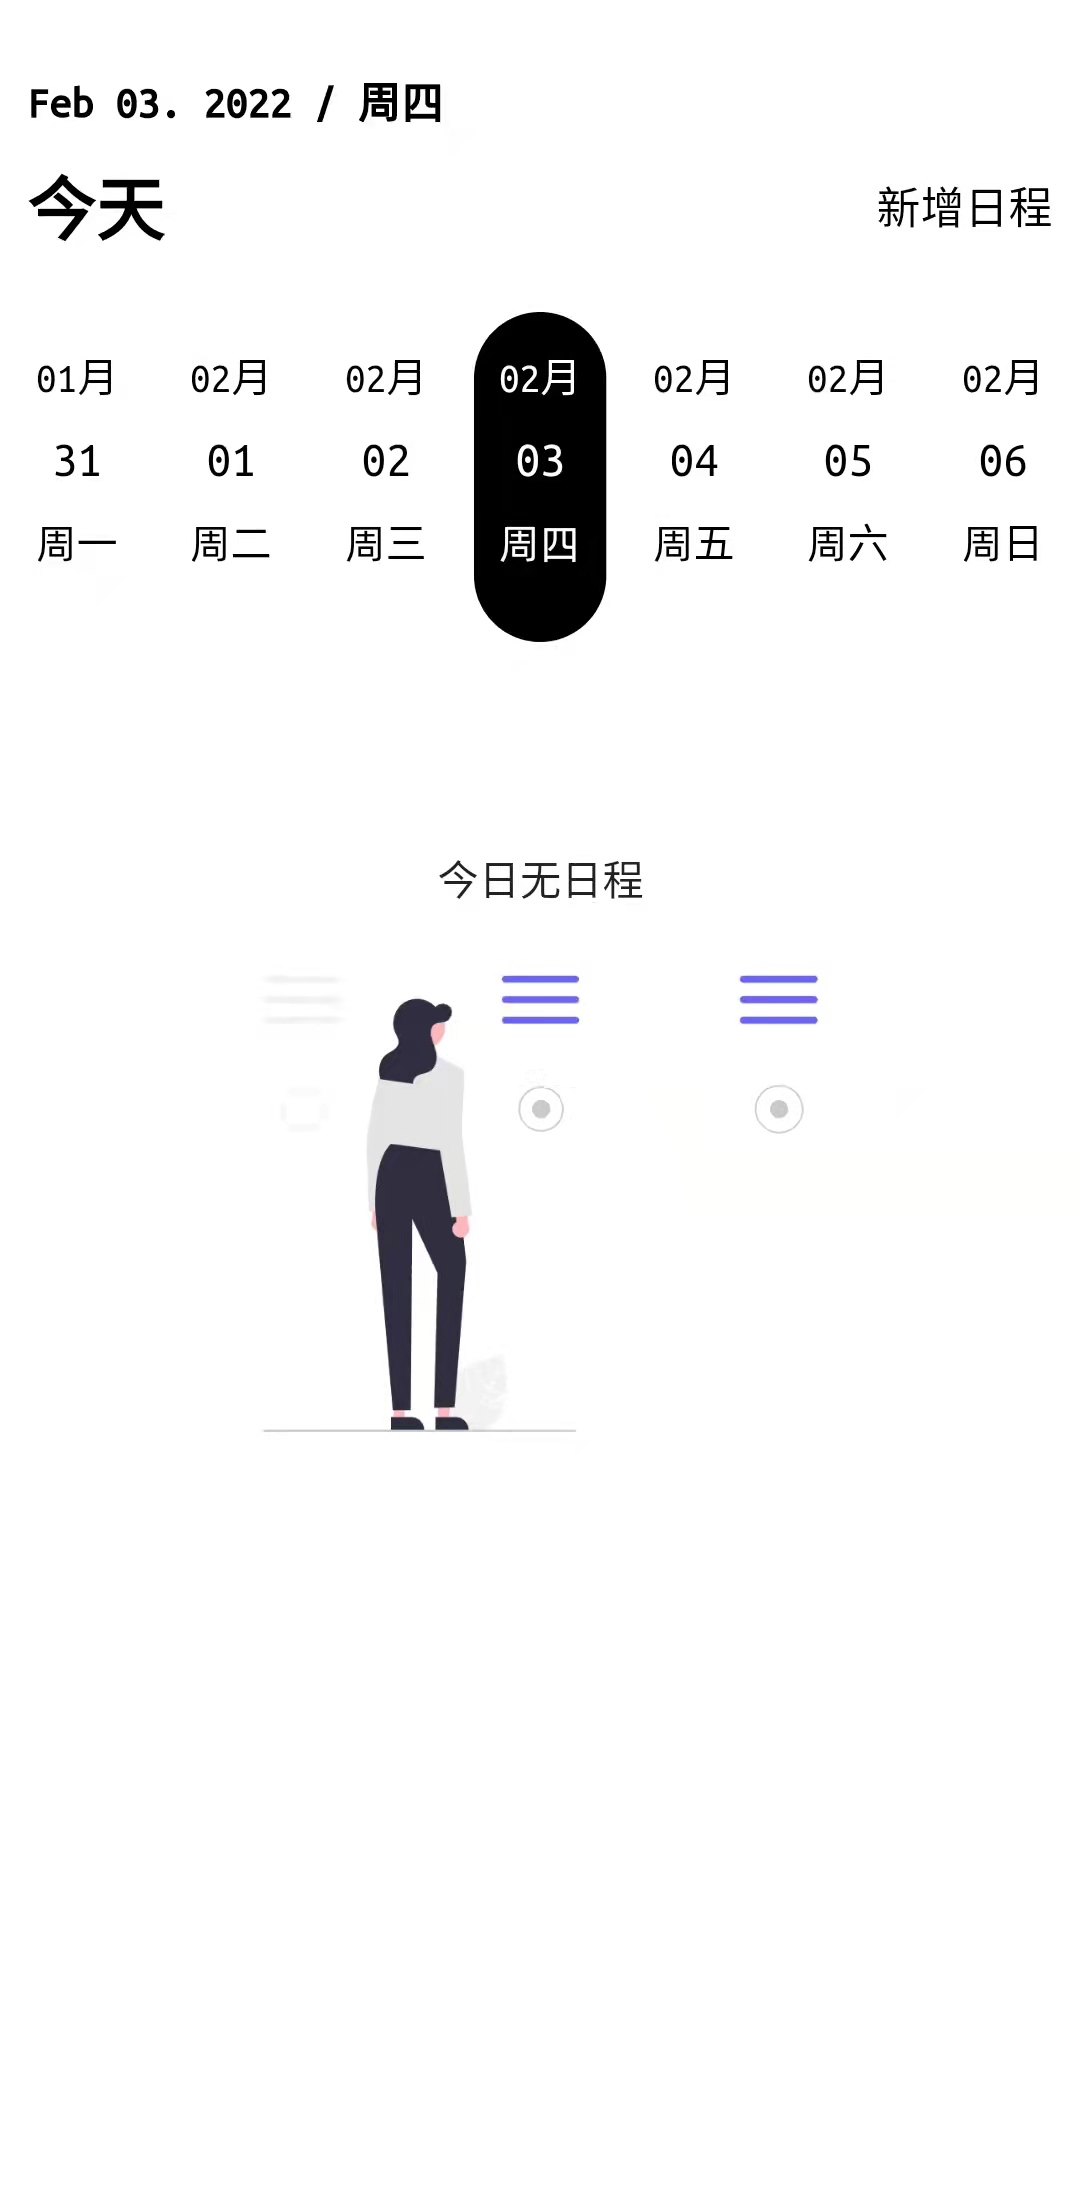 Feb 03. 2022 / 周四
今天
新增日程
01月 02月 02月 02月 02月 02月 02月
31 01 02 03 04 05 06
周一 周二 周三 周四 周五 周六 周日
今日无日程